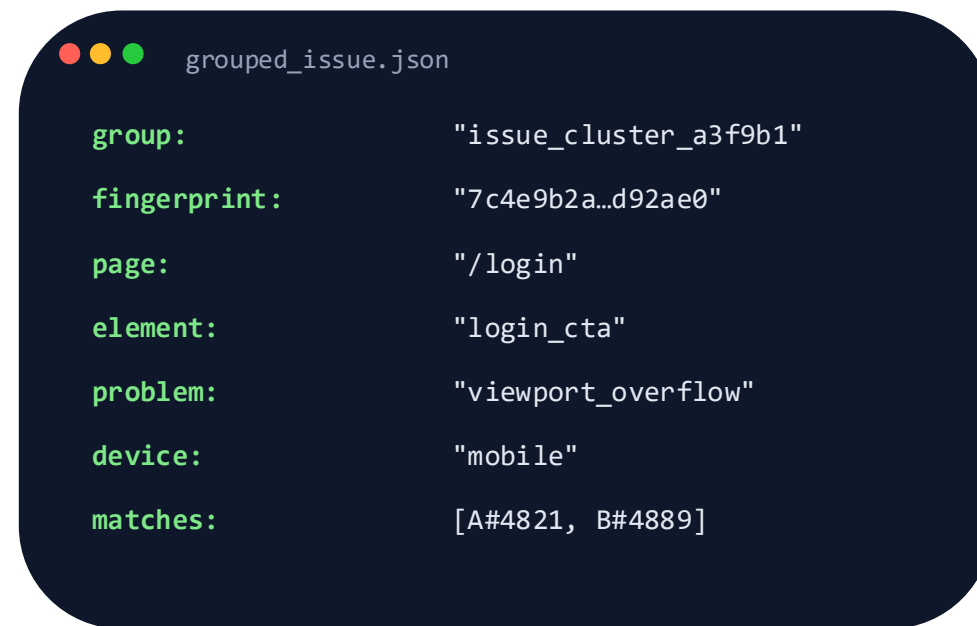 grouped_issue.json
group: "issue_cluster_a3f9b1"
fingerprint: "7c4e9b2a…d92ae0"
page: "/login"
element: "login_cta"
problem: "viewport_overflow"
device: "mobile"
matches: [A#4821, B#4889]